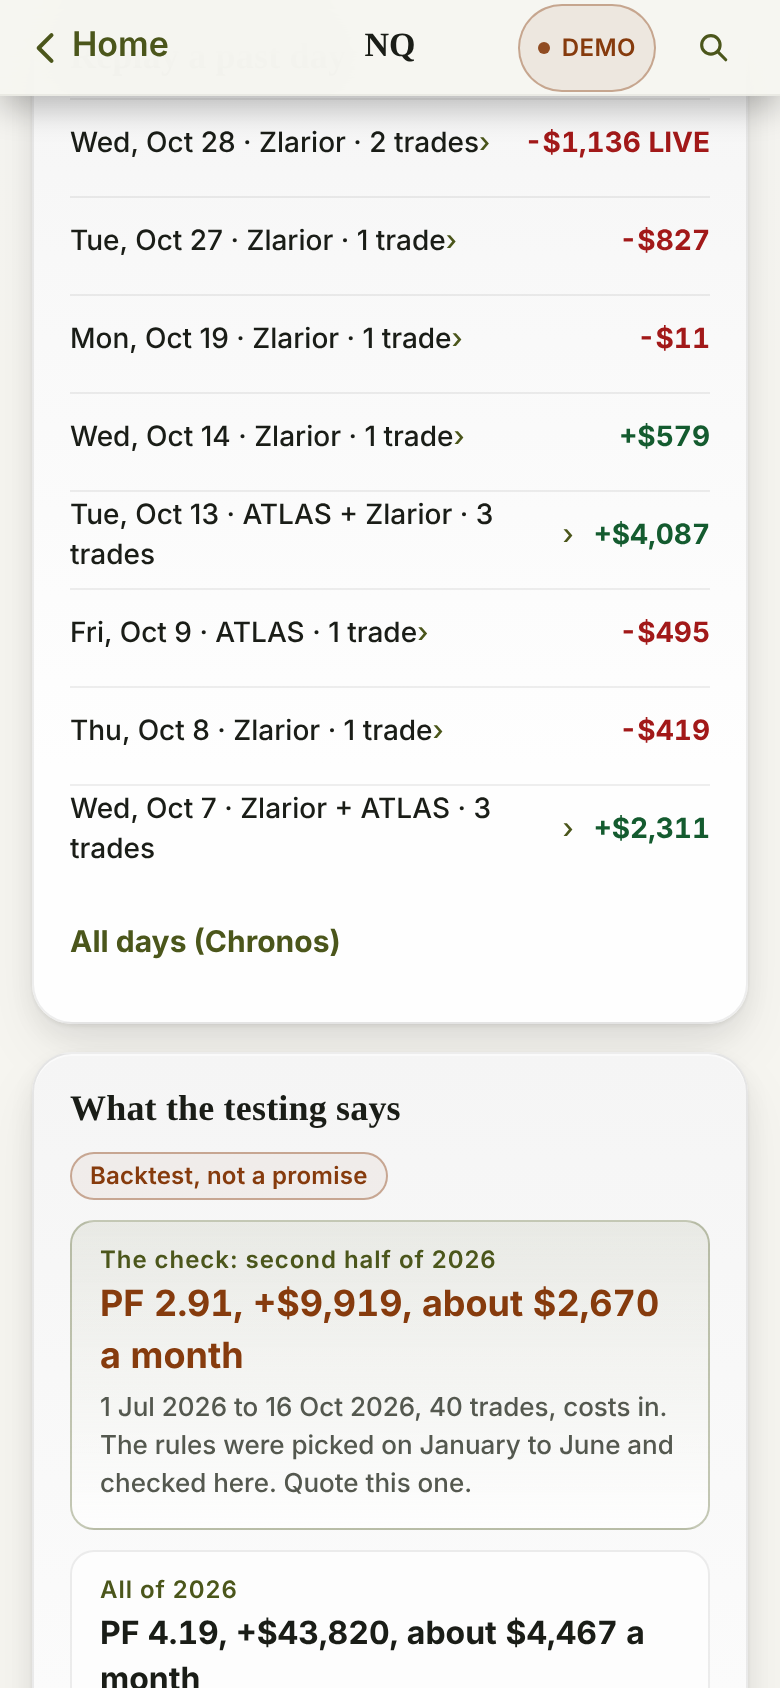 Home
NQ
DEMO
Replay a past day
Wed, Oct 28 · Zlarior · 2 trades› -$1,136 LIVE
Tue, Oct 27 · Zlarior · 1 trade› -$827
Mon, Oct 19 · Zlarior · 1 trade› -$11
Wed, Oct 14 · Zlarior · 1 trade› +$579
Tue, Oct 13 · ATLAS + Zlarior · 3
trades › +$4,087
Fri, Oct 9 · ATLAS · 1 trade› -$495
Thu, Oct 8 · Zlarior · 1 trade› -$419
Wed, Oct 7 · Zlarior + ATLAS · 3
trades › +$2,311
All days (Chronos)
What the testing says
Backtest, not a promise
The check: second half of 2026
PF 2.91, +$9,919, about $2,670
a month
1 Jul 2026 to 16 Oct 2026, 40 trades, costs in.
The rules were picked on January to June and
checked here. Quote this one.
All of 2026
PF 4.19, +$43,820, about $4,467 a
month